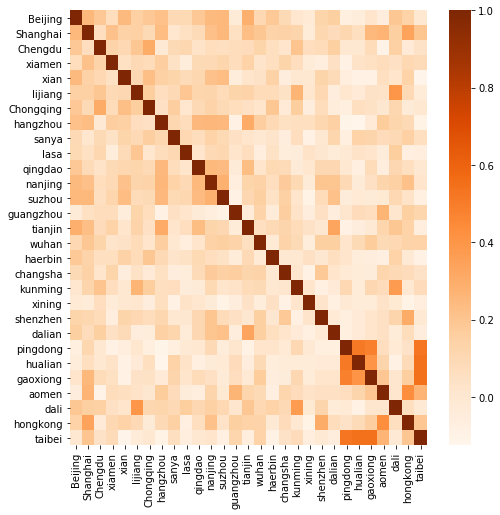 Beijing
Shanghai
Chengdu
xiamen
xian
lijiang
Chongqing
hangzhou
sanya
lasa
qingdao
nanjing
suzhou
guangzhou
tianjin
wuhan
haerbin
changsha
kunming
xining
shenzhen
dalian
pingdong
hualian
gaoxiong
aomen
dali
hongkong
taibei
Beijing
Shanghai
Chengdu
xiamen
xian
lijiang
Chongqing
hangzhou
sanya
lasa
qingdao
nanjing
suzhou
guangzhou
tianjin
wuhan
haerbin
changsha
kunming
xining
shenzhen
dalian
pingdong
hualian
gaoxiong
aomen
dali
hongkong
taibei
1.0
0.8
0.6
0.4
0.2
0.0